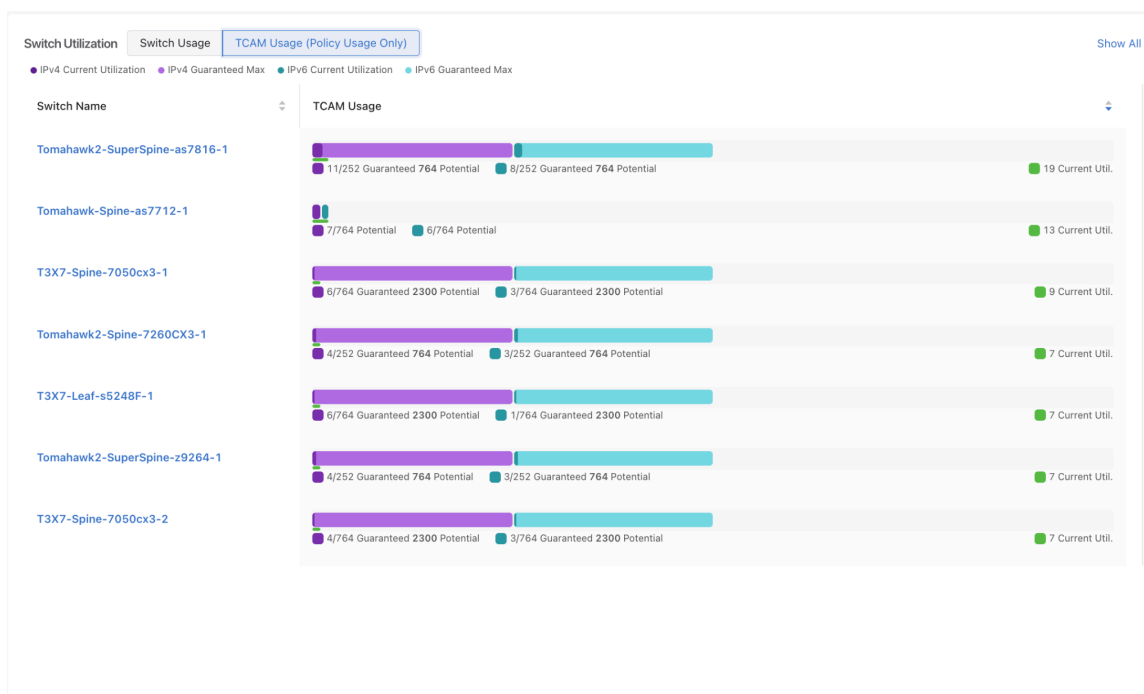 Switch Utilization Switch Usage TCAM Usage (Policy Usage Only) Show All
IPv4 Current Utilization IPv4 Guaranteed Max IPv6 Current Utilization IPv6 Guaranteed Max
Switch Name TCAM Usage
Tomahawk2-SuperSpine-as7816-1
11/252 Guaranteed 764 Potential 8/252 Guaranteed 764 Potential 19 Current Util.
Tomahawk-Spine-as7712-1
7/764 Potential 6/764 Potential 13 Current Util.
T3X7-Spine-7050cx3-1
6/764 Guaranteed 2300 Potential 3/764 Guaranteed 2300 Potential 9 Current Util.
Tomahawk2-Spine-7260CX3-1
4/252 Guaranteed 764 Potential 3/252 Guaranteed 764 Potential 7 Current Util.
T3X7-Leaf-s5248F-1
6/764 Guaranteed 2300 Potential 1/764 Guaranteed 2300 Potential 7 Current Util.
Tomahawk2-SuperSpine-z9264-1
4/252 Guaranteed 764 Potential 3/252 Guaranteed 764 Potential 7 Current Util.
T3X7-Spine-7050cx3-2
4/764 Guaranteed 2300 Potential 3/764 Guaranteed 2300 Potential 7 Current Util.